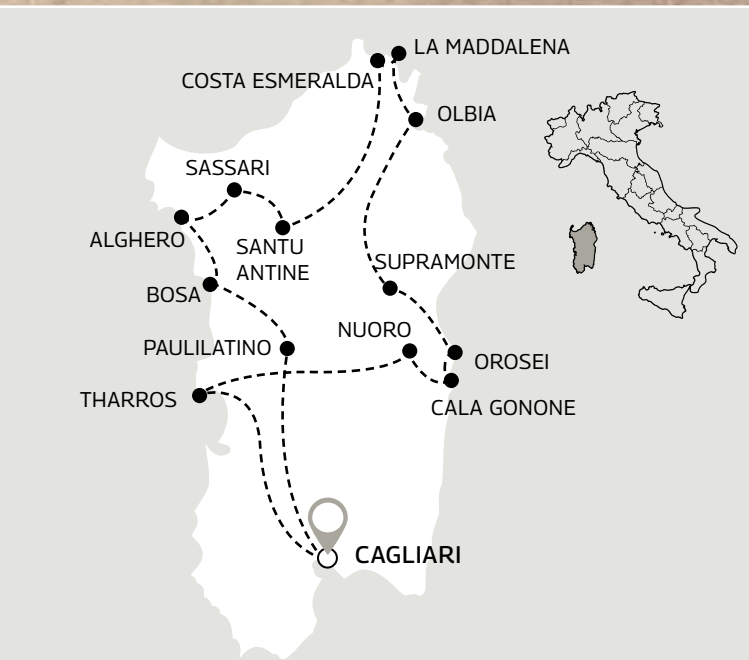 LA MADDALENA
COSTA ESMERALDA
OLBIA
SASSARI
ALGHERO
SANTU
ANTINE
SUPRAMONTE
BOSA
NUORO
PAULILATINO
OROSEI
THARROS
CALA GONONE
CAGLIARI